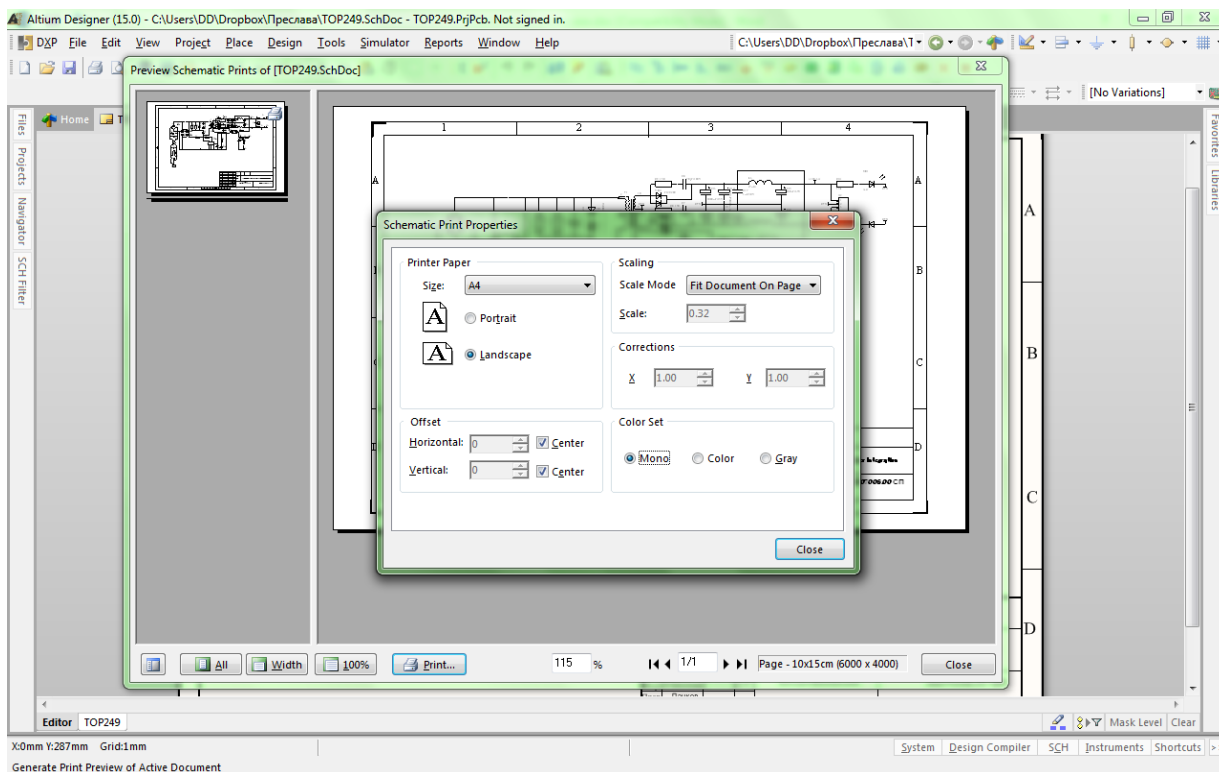 Altium Designer (15.0) - C:\Users\DD\Dropbox\Преслава\TOP249.SchDoc - TOP249.PrjPcb. Not signed in.
DXP File Edit View Project Place Design Tools Simulator Reports Window Help C:\Users\DD\Dropbox\Преслава\T
Preview Schematic Prints of [TOP249.SchDoc]
[No Variations]
Home T
Files
Projects
Navigator
SCH Filter
Favorites
Libraries
1 2 3 4
A A
B
C
D
A
B
C
D
Schematic Print Properties
Printer Paper
Size: A4
A Portrait
A Landscape
Scaling
Scale Mode Fit Document On Page
Scale: 0.32
Corrections
X 1.00 Y 1.00
Offset
Horizontal: 0 Center
Vertical: 0 Center
Color Set
Mono Color Gray
Close
All Width 100% Print... 115 % 1/1 Page - 10x15cm (6000 x 4000) Close
Editor TOP249 Mask Level Clear
X:0mm Y:287mm Grid:1mm System Design Compiler SCH Instruments Shortcuts >
Generate Print Preview of Active Document